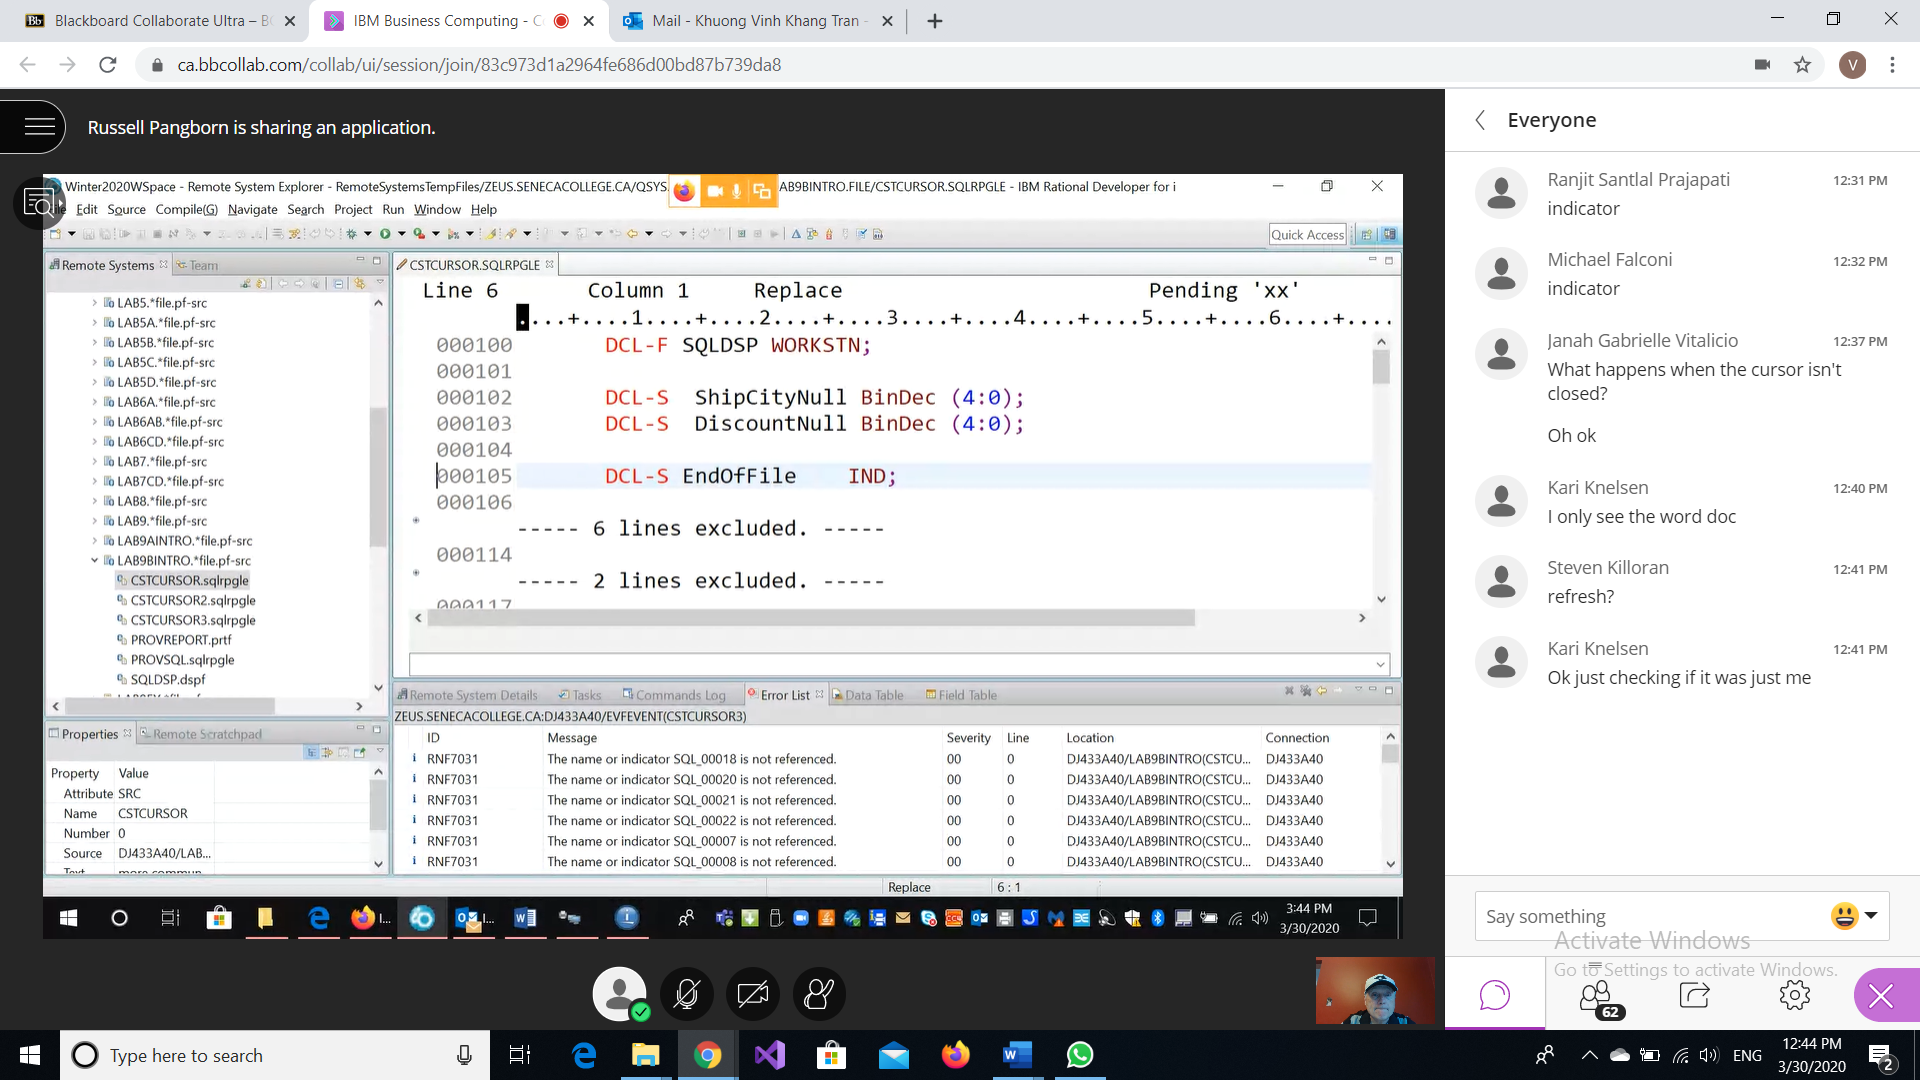 Blackboard Collaborate Ultra – B
IBM Business Computing - C
Mail - Khuong Vinh Khang Tran -
ca.bbcollab.com/collab/ui/session/join/83c973d1a2964fe686d00bd87b739da8
V
Russell Pangborn is sharing an application.
Winter2020WSpace - Remote System Explorer - RemoteSystemsTempFiles/ZEUS.SENECACOLLEGE.CA/QSYS. AB9BINTRO.FILE/CSTCURSOR.SQLRPGLE - IBM Rational Developer for i
Edit Source Compile(G) Navigate Search Project Run Window Help
Quick Access
Remote Systems Team
LAB5.*file.pf-src
LAB5A.*file.pf-src
LAB5B.*file.pf-src
LAB5C.*file.pf-src
LAB5D.*file.pf-src
LAB6A.*file.pf-src
LAB6AB.*file.pf-src
LAB6CD.*file.pf-src
LAB7.*file.pf-src
LAB7CD.*file.pf-src
LAB8.*file.pf-src
LAB9.*file.pf-src
LAB9AINTRO.*file.pf-src
LAB9BINTRO.*file.pf-src
CSTCURSOR.sqlrpgle
CSTCURSOR2.sqlrpgle
CSTCURSOR3.sqlrpgle
PROVREPORT.prtf
PROVSQL.sqlrpgle
SQLDSP.dspf
Properties Remote Scratchpad
Property Value
Attribute SRC
Name CSTCURSOR
Number 0
Source DJ433A40/LAB...
CSTCURSOR.SQLRPGLE
Line 6 Column 1 Replace Pending 'xx'
....+....1....+....2....+....3....+....4....+....5....+....6....+....
000100 DCL-F SQLDSP WORKSTN;
000101
000102 DCL-S ShipCityNull BinDec (4:0);
000103 DCL-S DiscountNull BinDec (4:0);
000104
000105 DCL-S EndOfFile IND;
000106
----- 6 lines excluded. -----
000114
----- 2 lines excluded. -----
000117
Remote System Details Tasks Commands Log Error List Data Table Field Table
ZEUS.SENECACOLLEGE.CA:DJ433A40/EVFEVENT(CSTCURSOR3)
ID Message Severity Line Location Connection
RNF7031 The name or indicator SQL_00018 is not referenced. 00 0 DJ433A40/LAB9BINTRO(CSTCU... DJ433A40
RNF7031 The name or indicator SQL_00020 is not referenced. 00 0 DJ433A40/LAB9BINTRO(CSTCU... DJ433A40
RNF7031 The name or indicator SQL_00021 is not referenced. 00 0 DJ433A40/LAB9BINTRO(CSTCU... DJ433A40
RNF7031 The name or indicator SQL_00022 is not referenced. 00 0 DJ433A40/LAB9BINTRO(CSTCU... DJ433A40
RNF7031 The name or indicator SQL_00007 is not referenced. 00 0 DJ433A40/LAB9BINTRO(CSTCU... DJ433A40
RNF7031 The name or indicator SQL_00008 is not referenced. 00 0 DJ433A40/LAB9BINTRO(CSTCU... DJ433A40
Replace 6 : 1
3:44 PM
3/30/2020
Everyone
Ranjit Santlal Prajapati 12:31 PM
indicator
Michael Falconi 12:32 PM
indicator
Janah Gabrielle Vitalicio 12:37 PM
What happens when the cursor isn't
closed?
Oh ok
Kari Knelsen 12:40 PM
I only see the word doc
Steven Killoran 12:41 PM
refresh?
Kari Knelsen 12:41 PM
Ok just checking if it was just me
Say something
Activate Windows
Go to Settings to activate Windows.
62
Type here to search
ENG
12:44 PM
3/30/2020
2